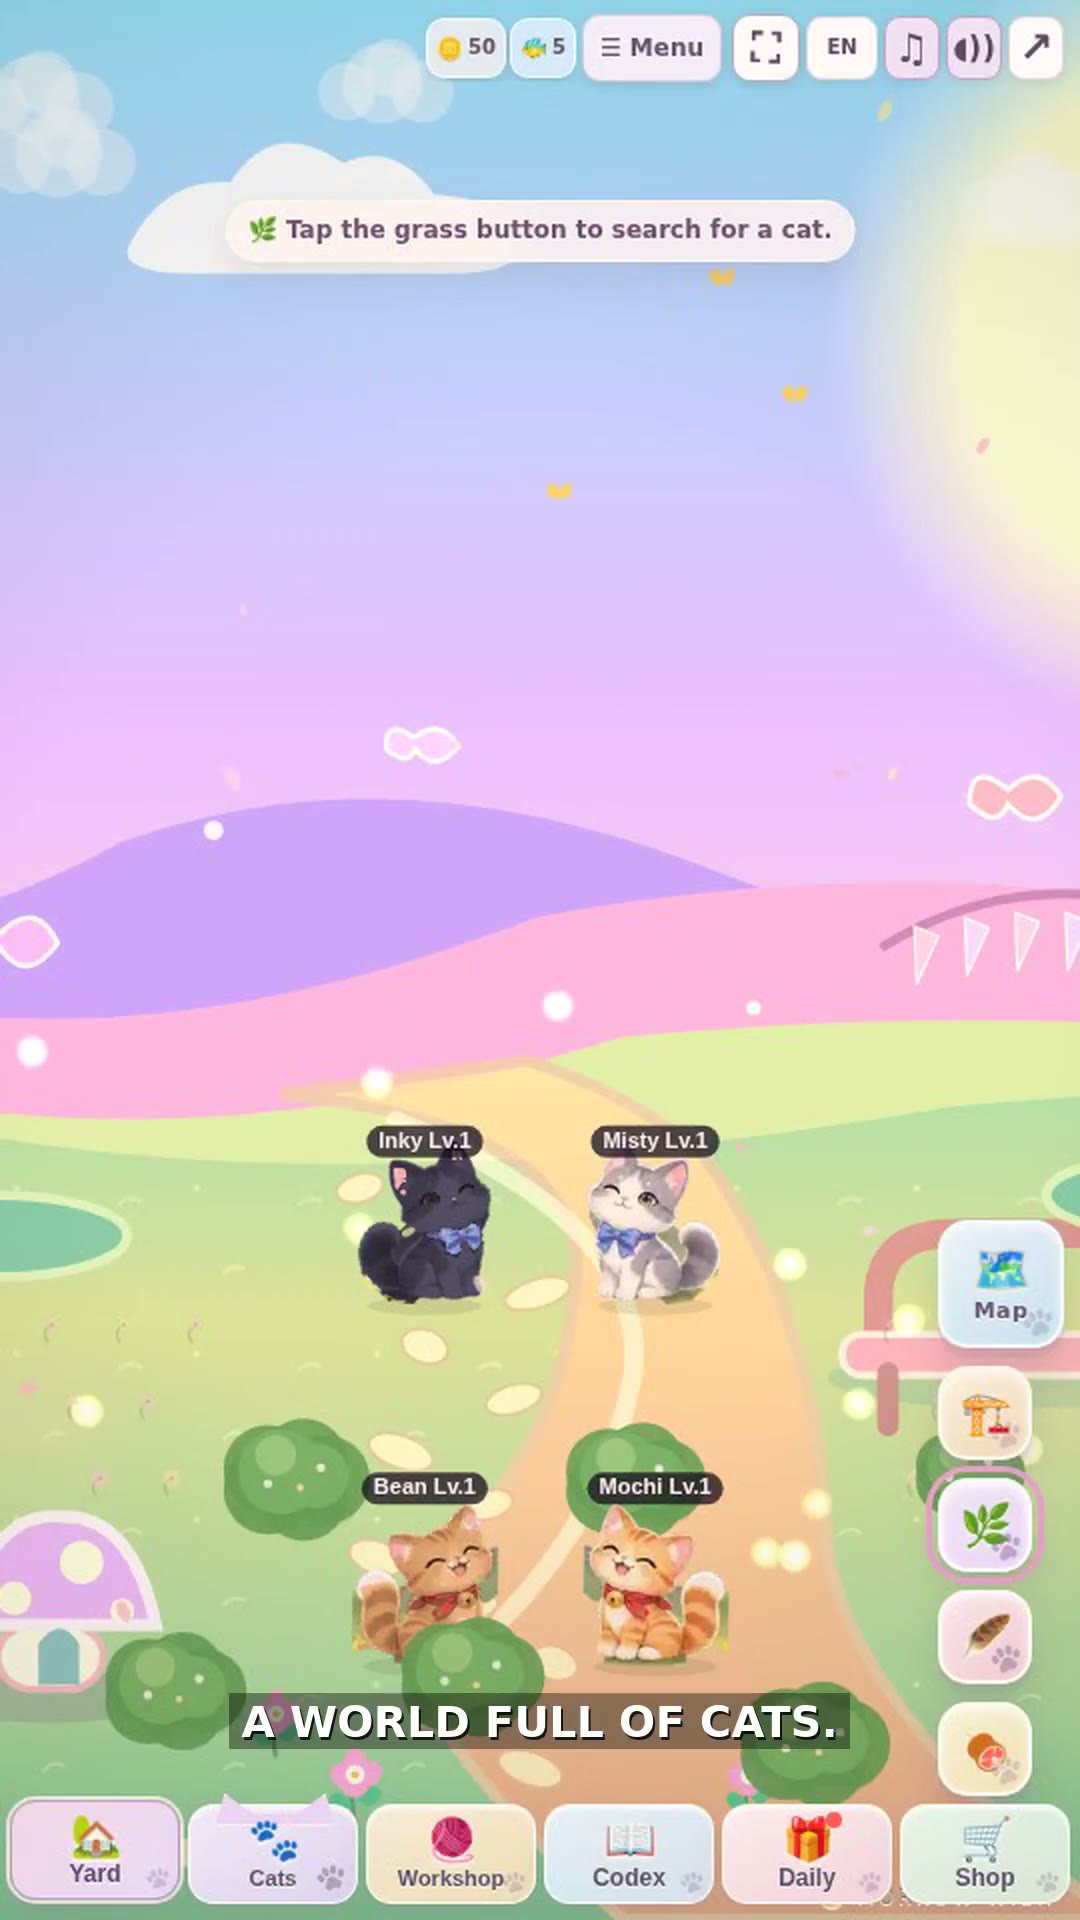 50
5
☰ Menu
EN
Tap the grass button to search for a cat.
Inky Lv.1
Misty Lv.1
Map
Bean Lv.1
Mochi Lv.1
A WORLD FULL OF CATS.
Yard
Cats
Workshop
Codex
Daily
Shop